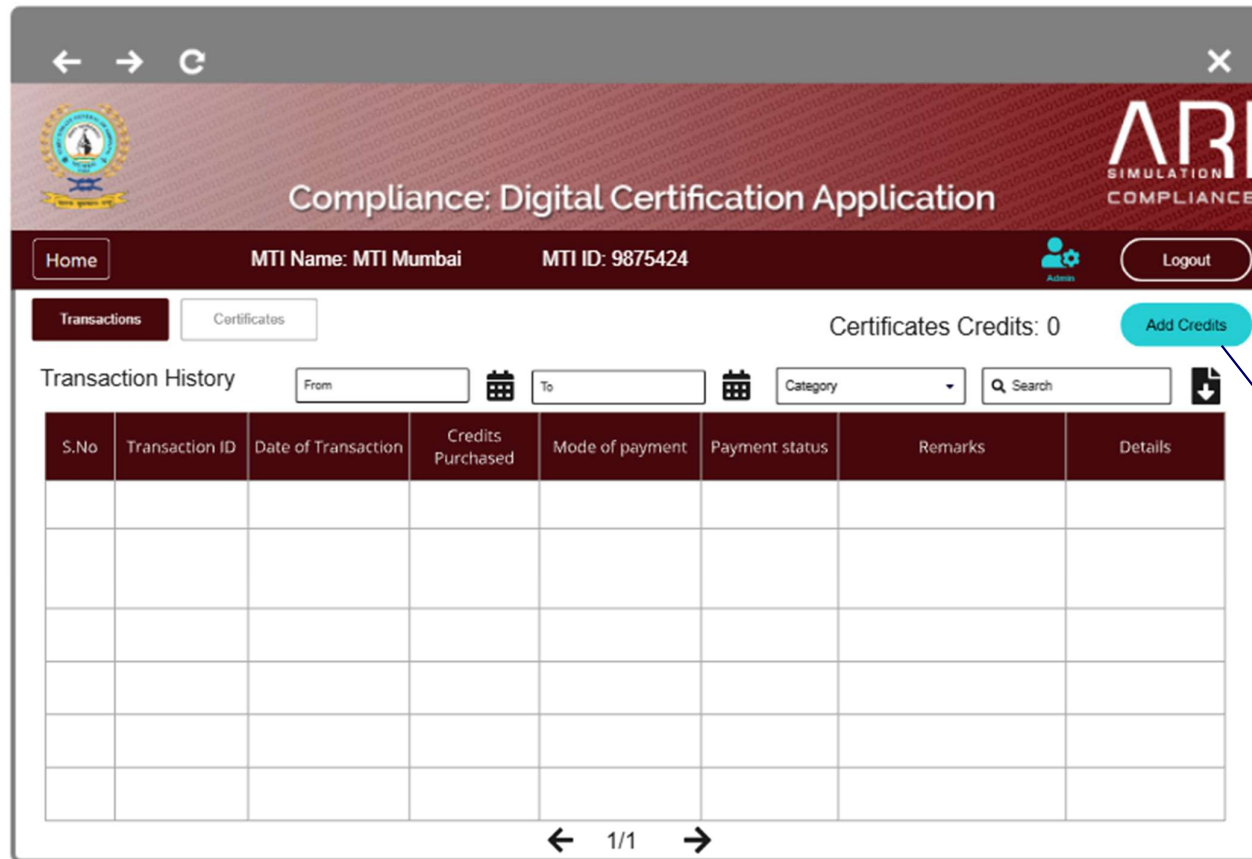 ARI
SIMULATION
COMPLIANCE
Compliance: Digital Certification Application
Home
MTI Name: MTI Mumbai
MTI ID: 9875424
Admin
Logout
Transactions
Certificates
Certificates Credits: 0
Add Credits
Transaction History
From
To
Category
Search
S.No
Transaction ID
Date of Transaction
Credits
Purchased
Mode of payment
Payment status
Remarks
Details
1/1